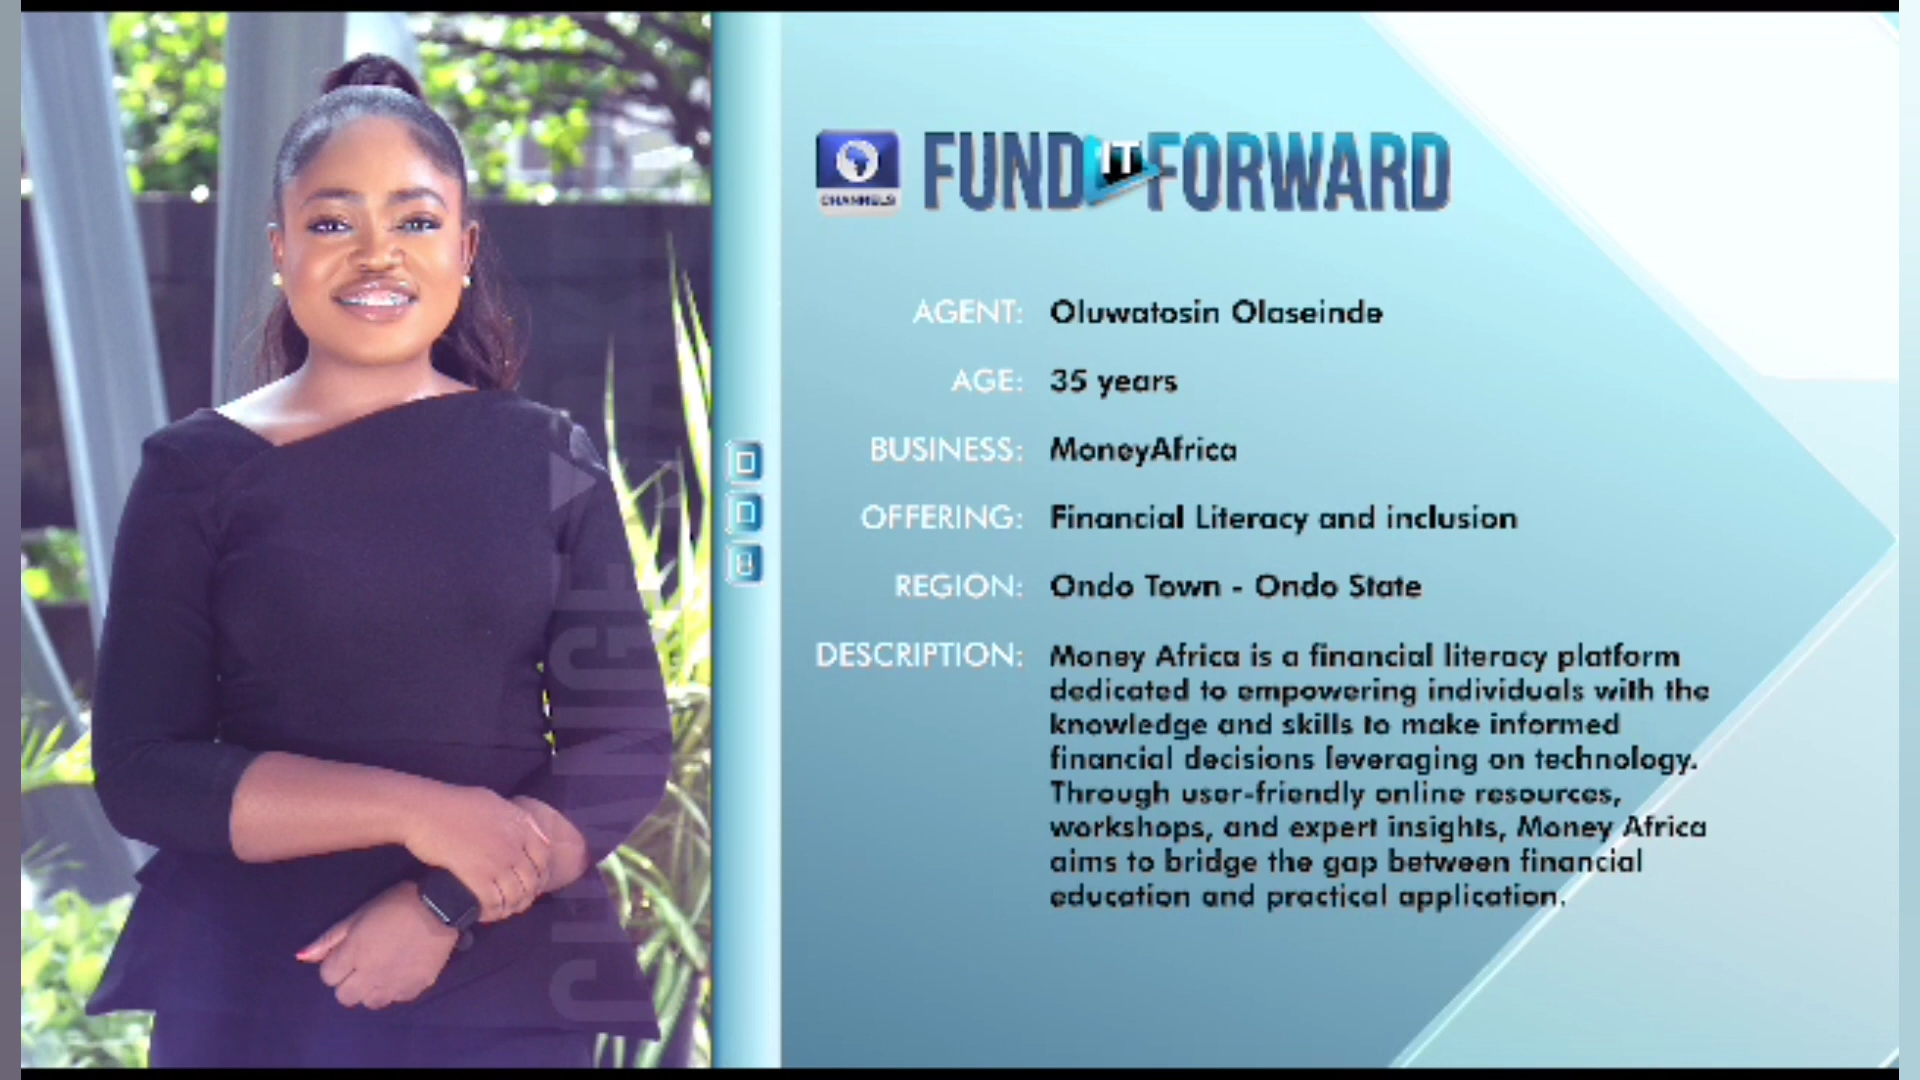 CHANNELS
FUND IT FORWARD
AGENT: Oluwatosin Olaseinde
AGE: 35 years
BUSINESS: MoneyAfrica
OFFERING: Financial Literacy and inclusion
REGION: Ondo Town - Ondo State
DESCRIPTION: Money Africa is a financial literacy platform
dedicated to empowering individuals with the
knowledge and skills to make informed
financial decisions leveraging on technology.
Through user-friendly online resources,
workshops, and expert insights, Money Africa
aims to bridge the gap between financial
education and practical application.